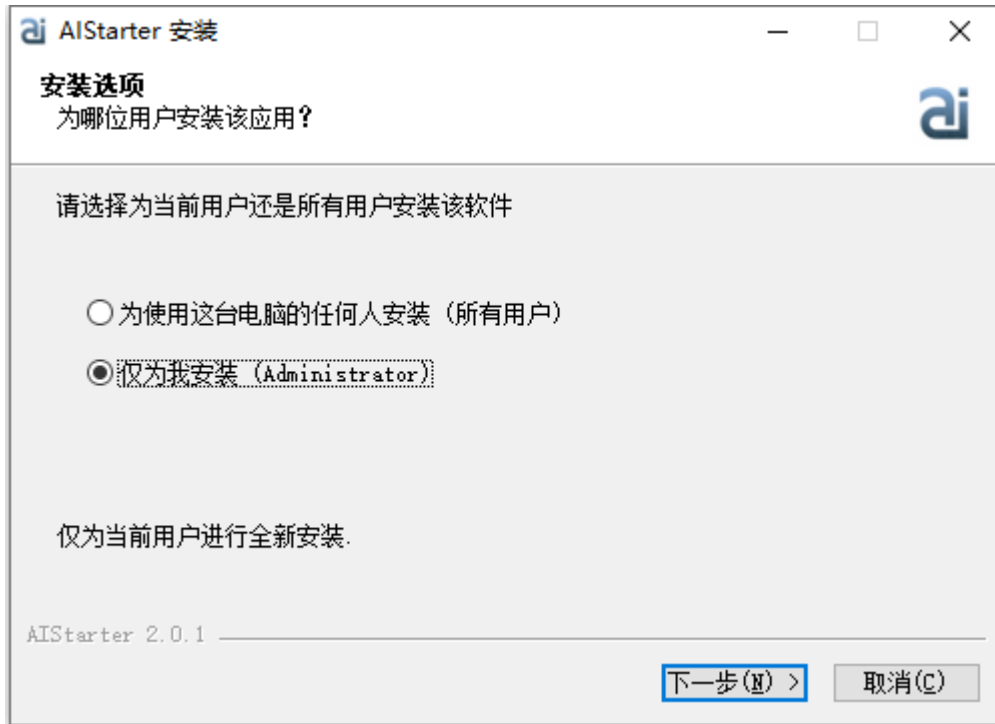 AIStarter 安装
安装选项
为哪位用户安装该应用？
ai
请选择为当前用户还是所有用户安装该软件
为使用这台电脑的任何人安装 (所有用户)
仅为我安装 (Administrator)
仅为当前用户进行全新安装.
AIStarter 2.0.1
下一步(N) >
取消(C)